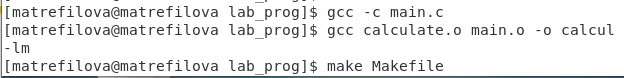 [matrefilova@matrefilova lab_prog]$ gcc -c main.c
[matrefilova@matrefilova lab_prog]$ gcc calculate.o main.o -o calcul
-lm
[matrefilova@matrefilova lab_prog]$ make Makefile